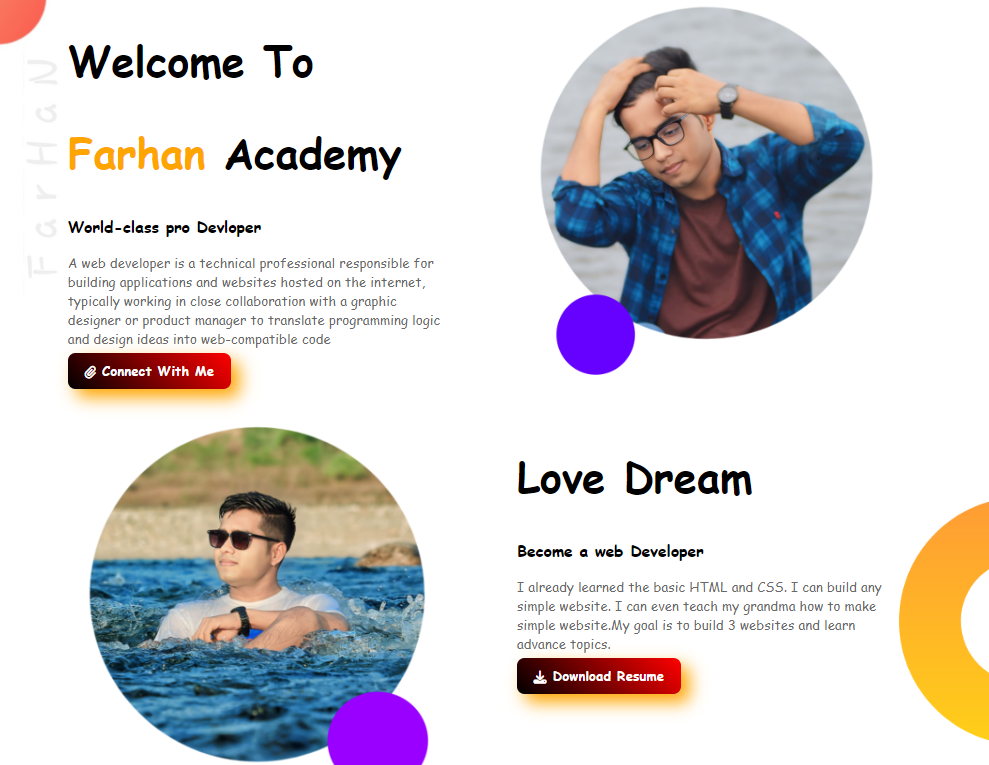 Welcome To
Farhan Academy
FarHaN
World-class pro Devloper
A web developer is a technical professional responsible for
building applications and websites hosted on the internet,
typically working in close collaboration with a graphic
designer or product manager to translate programming logic
and design ideas into web-compatible code
Connect With Me
Love Dream
Become a web Developer
I already learned the basic HTML and CSS. I can build any
simple website. I can even teach my grandma how to make
simple website.My goal is to build 3 websites and learn
advance topics.
Download Resume